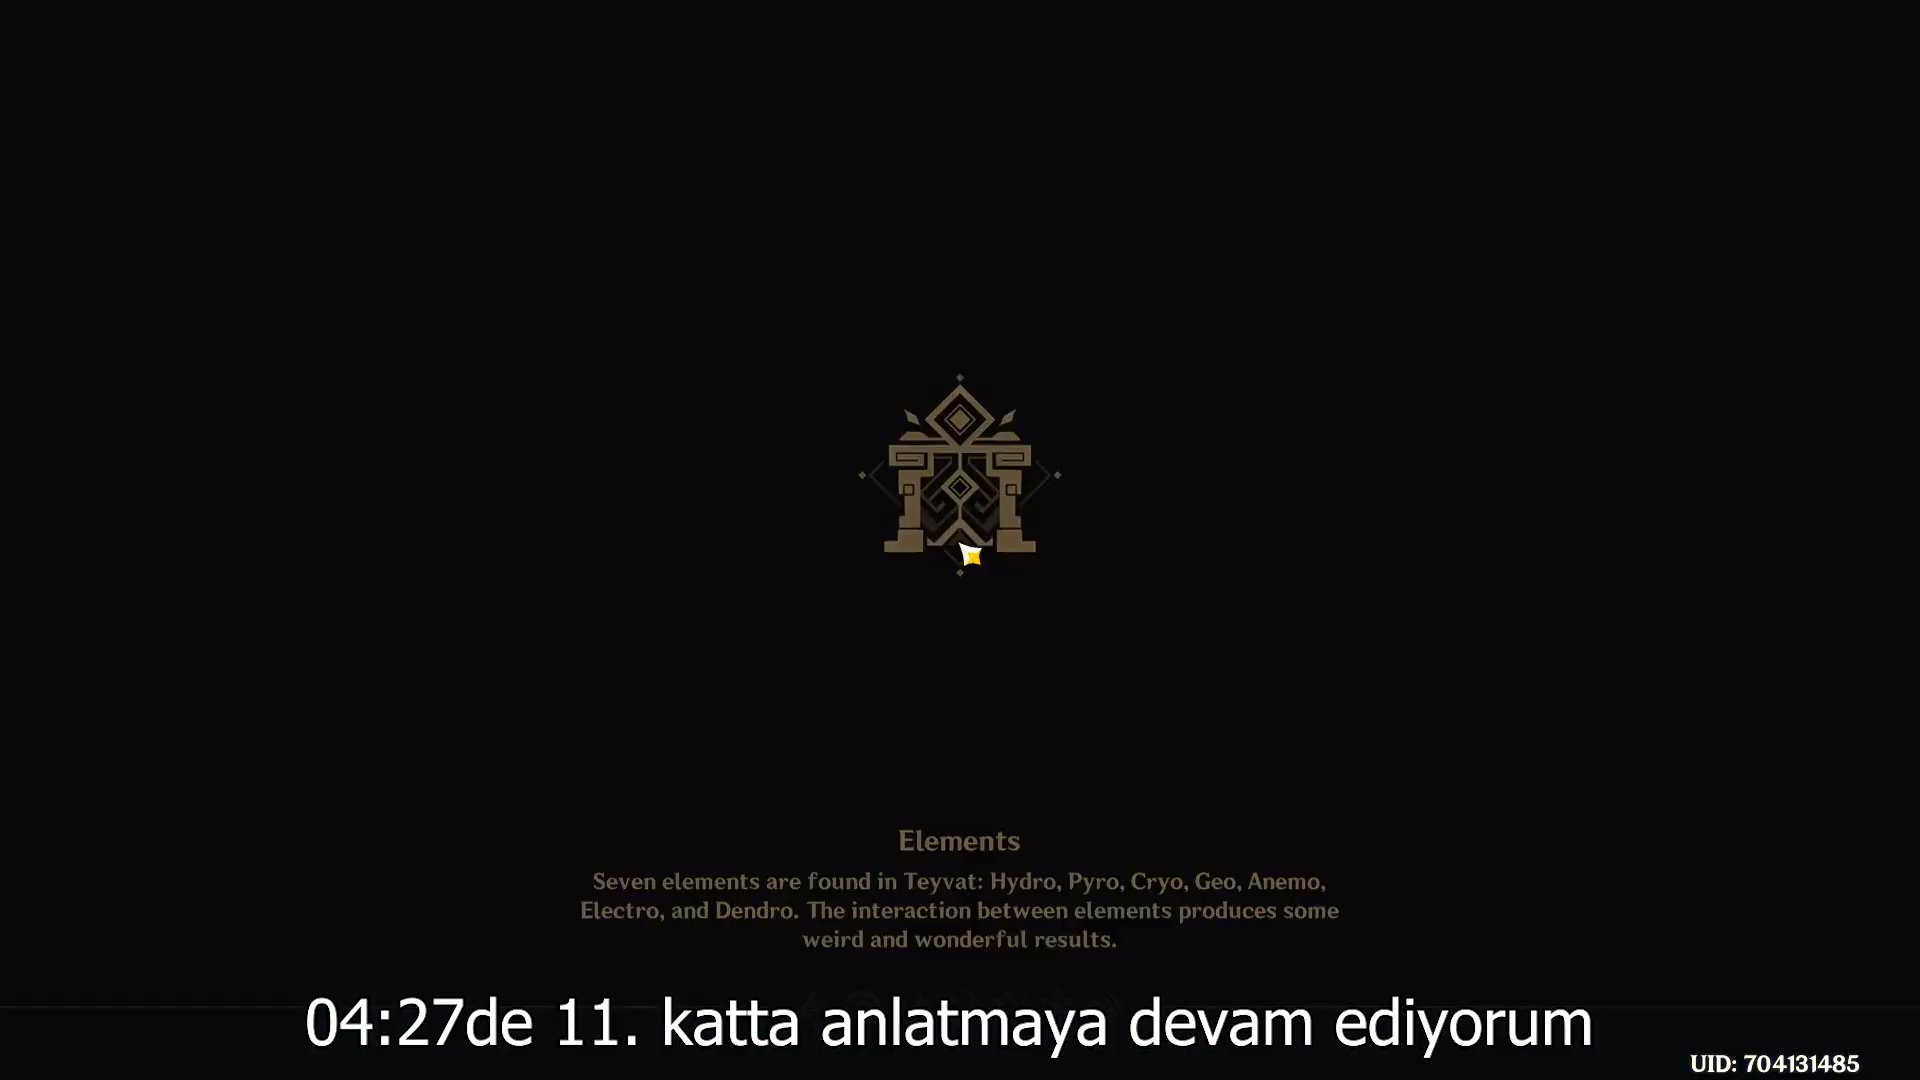 Elements
Seven elements are found in Teyvat: Hydro, Pyro, Cryo, Geo, Anemo,
Electro, and Dendro. The interaction between elements produces some
weird and wonderful results.
04:27de 11. katta anlatmaya devam ediyorum
UID: 704131485